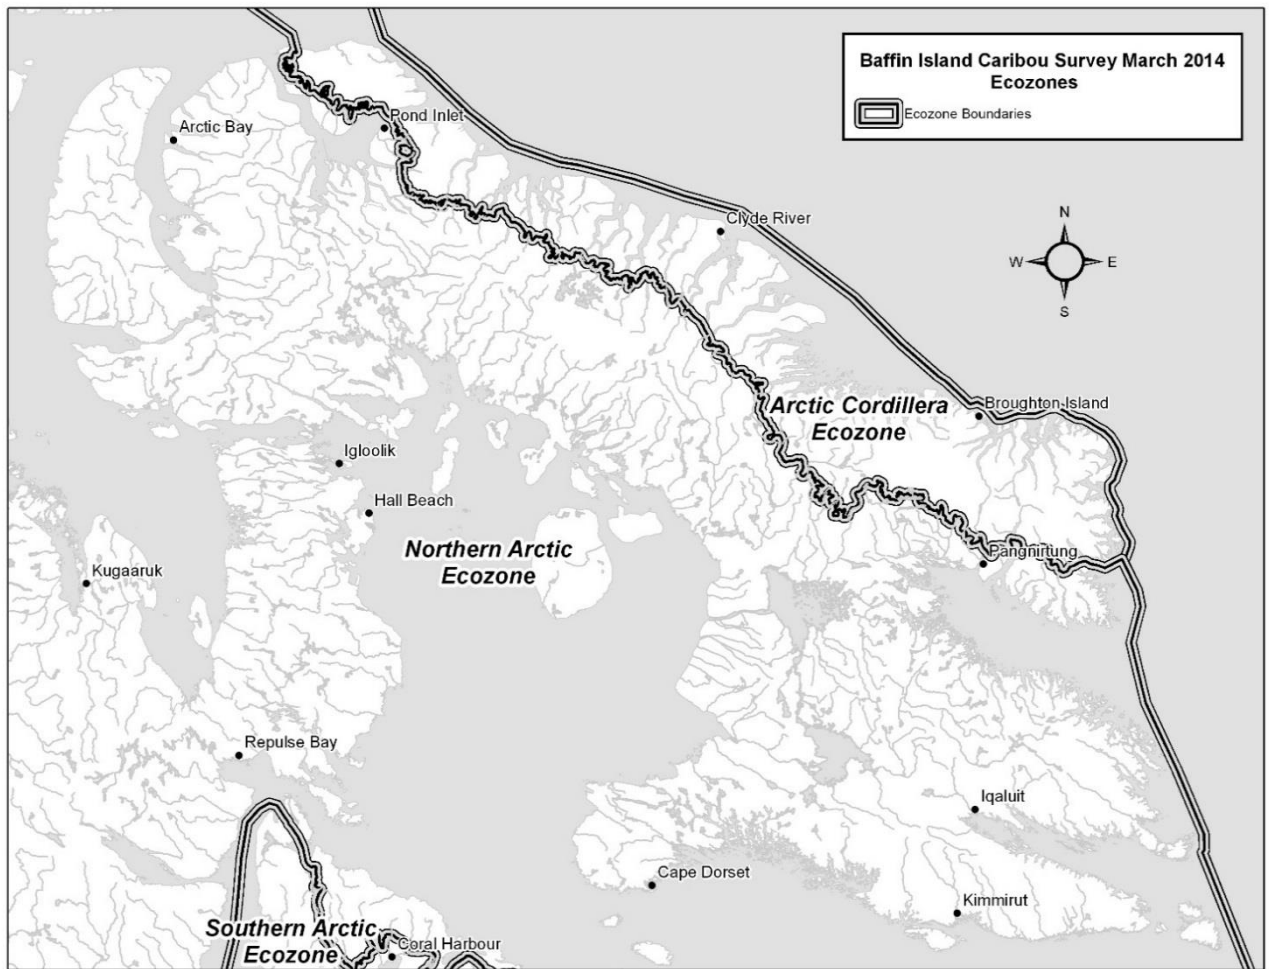 Baffin Island Caribou Survey March 2014
Ecozones
Ecozone Boundaries
Pond Inlet
Arctic Bay
Clyde River
N
W
E
S
Arctic Cordillera
Ecozone
Broughton Island
Igloolik
Hall Beach
Northern Arctic
Ecozone
Pangnirtung
Kugaaruk
Repulse Bay
Iqaluit
Cape Dorset
Kimmirut
Southern Arctic
Ecozone
Coral Harbour